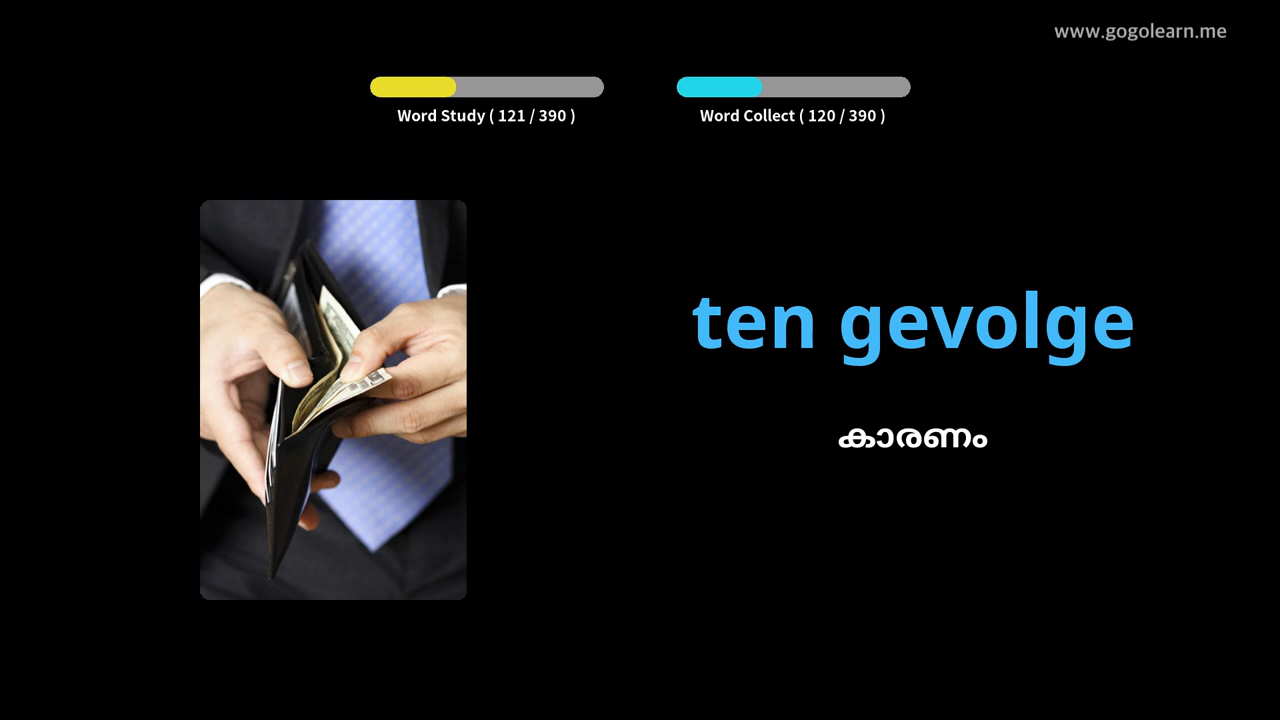 www.gogolearn.me
Word Study ( 121 / 390 )
Word Collect ( 120 / 390 )
ten gevolge
കാരണം